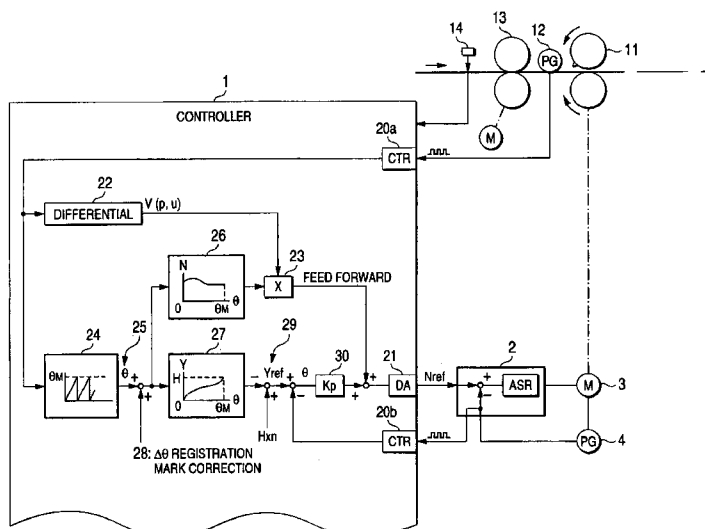 14
13
12
11
PG
1
CONTROLLER
20a
CTR
M
22
DIFFERENTIAL
V (p, u)
26
N
0
θM
θ
23
X
FEED FORWARD
24
θM
25
θ
+
+
27
Y
H
0
θM
θ
29
−
Yref
+
+
−
θ
30
Kp
+
+
21
DA
Nref
2
+
−
ASR
M
3
Hxn
20b
CTR
PG
4
28: Δθ REGISTRATION
MARK CORRECTION